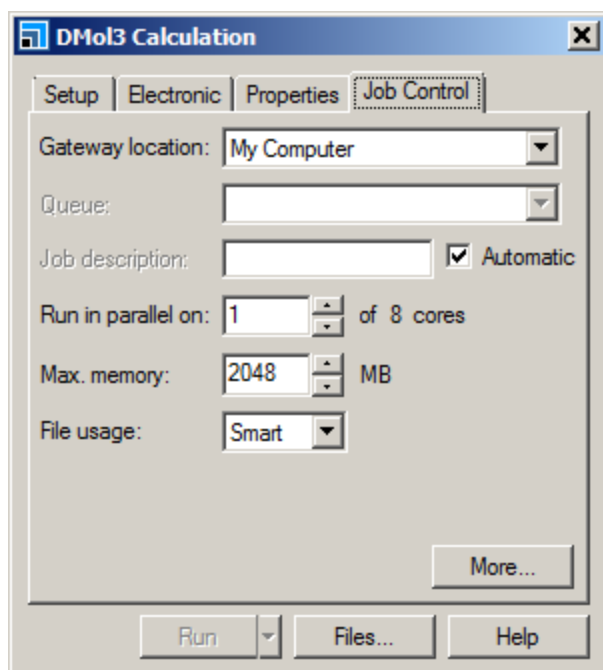 DMol3 Calculation
Setup Electronic Properties Job Control
Gateway location: My Computer
Queue:
Job description: Automatic
Run in parallel on: 1 of 8 cores
Max. memory: 2048 MB
File usage: Smart
More...
Run Files... Help